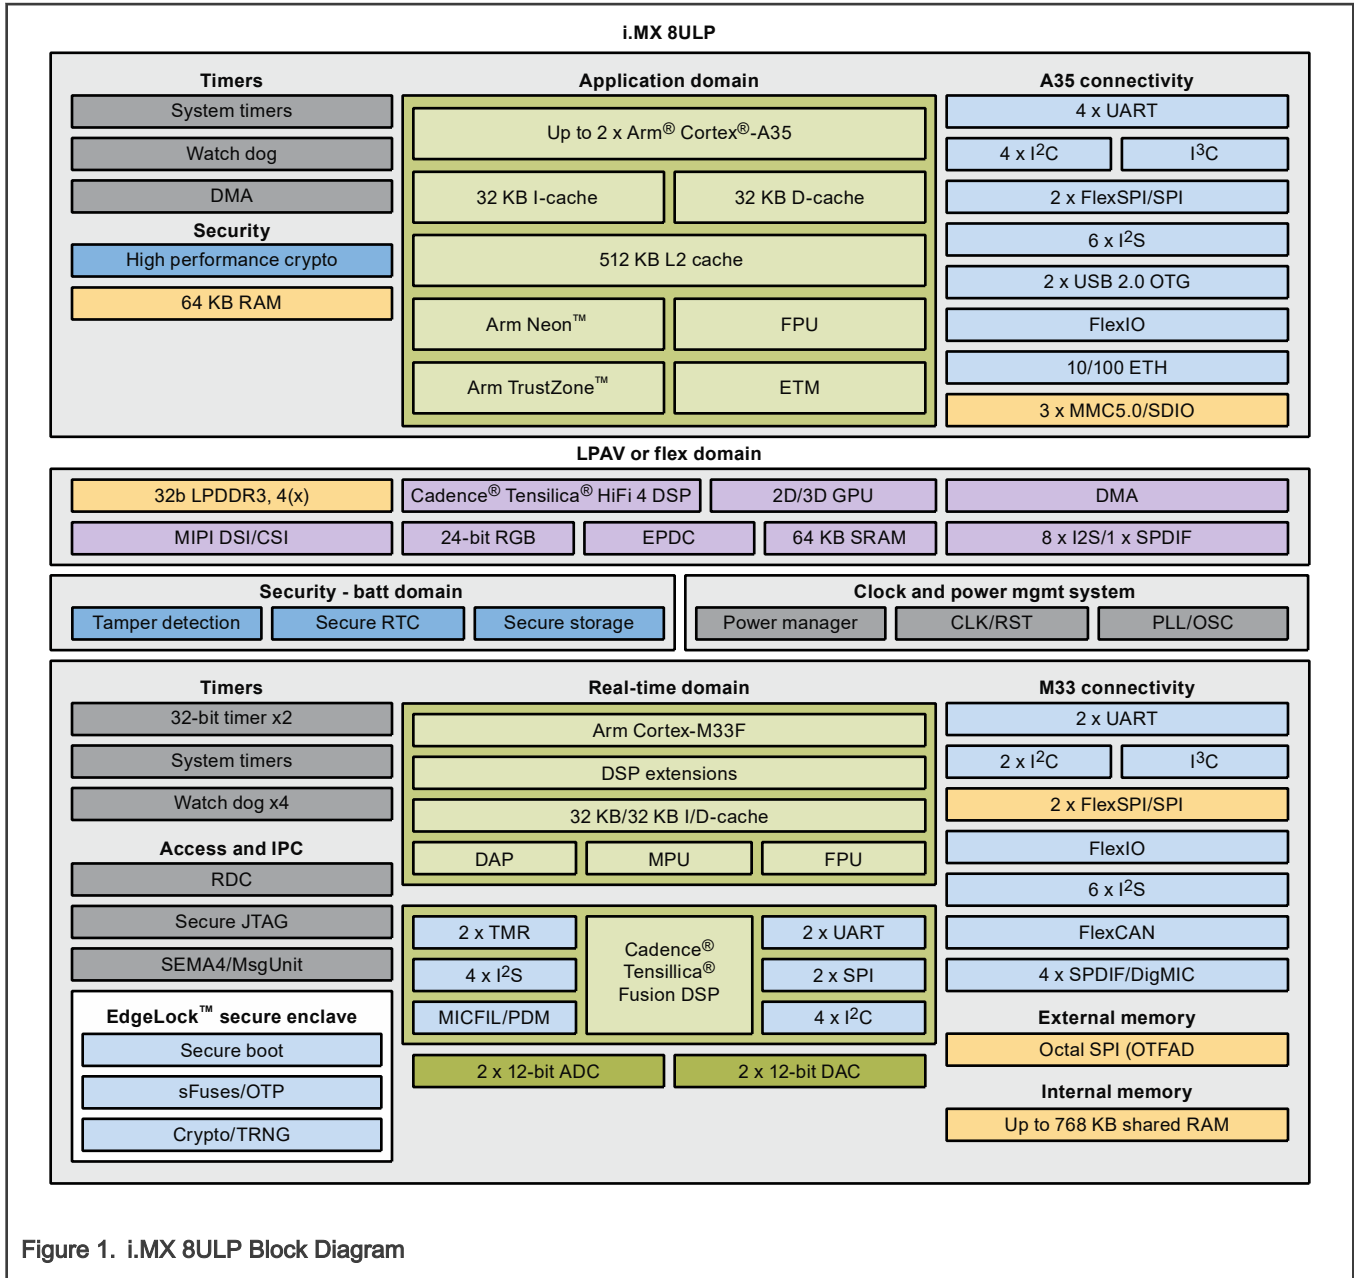 i.MX 8ULP
Timers
System timers
Watch dog
DMA
Security
High performance crypto
64 KB RAM
Application domain
Up to 2 x Arm® Cortex®-A35
32 KB I-cache
32 KB D-cache
512 KB L2 cache
Arm Neon™
FPU
Arm TrustZone™
ETM
A35 connectivity
4 x UART
4 x I²C
I³C
2 x FlexSPI/SPI
6 x I²S
2 x USB 2.0 OTG
FlexIO
10/100 ETH
3 x MMC5.0/SDIO
LPAV or flex domain
32b LPDDR3, 4(x)
Cadence® Tensilica® HiFi 4 DSP
2D/3D GPU
DMA
MIPI DSI/CSI
24-bit RGB
EPDC
64 KB SRAM
8 x I2S/1 x SPDIF
Security - batt domain
Tamper detection
Secure RTC
Secure storage
Clock and power mgmt system
Power manager
CLK/RST
PLL/OSC
Timers
32-bit timer x2
System timers
Watch dog x4
Access and IPC
RDC
Secure JTAG
SEMA4/MsgUnit
EdgeLock™ secure enclave
Secure boot
sFuses/OTP
Crypto/TRNG
Real-time domain
Arm Cortex-M33F
DSP extensions
32 KB/32 KB I/D-cache
DAP
MPU
FPU
2 x TMR
4 x I²S
MICFIL/PDM
Cadence®
Tensillica®
Fusion DSP
2 x UART
2 x SPI
4 x I²C
2 x 12-bit ADC
2 x 12-bit DAC
M33 connectivity
2 x UART
2 x I²C
I³C
2 x FlexSPI/SPI
FlexIO
6 x I²S
FlexCAN
4 x SPDIF/DigMIC
External memory
Octal SPI (OTFAD
Internal memory
Up to 768 KB shared RAM
Figure 1. i.MX 8ULP Block Diagram